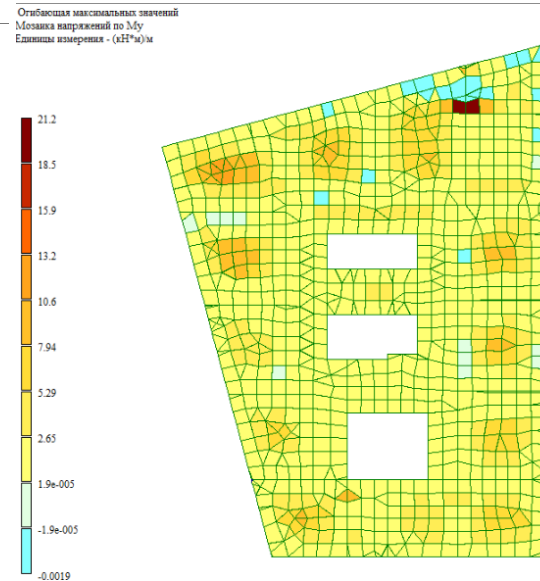 Огибающая максимальных значений
Мозаика напряжений по My
Единицы измерения - (кН*м)/м
21.2
18.5
15.9
13.2
10.6
7.94
5.29
2.65
1.9e-005
-1.9e-005
-0.0019